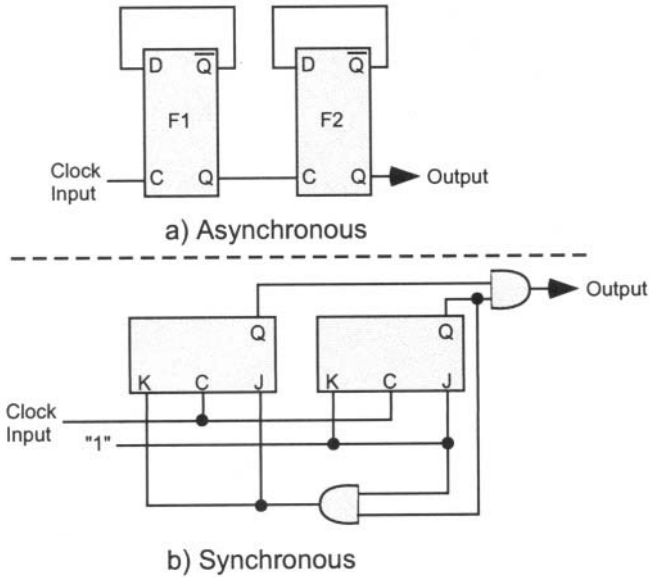 D Q̅ D Q̅
F1 F2
Clock
Input
C Q C Q
Output
a) Asynchronous
Output
Q Q
K C J K C J
Clock
Input
"1"
b) Synchronous